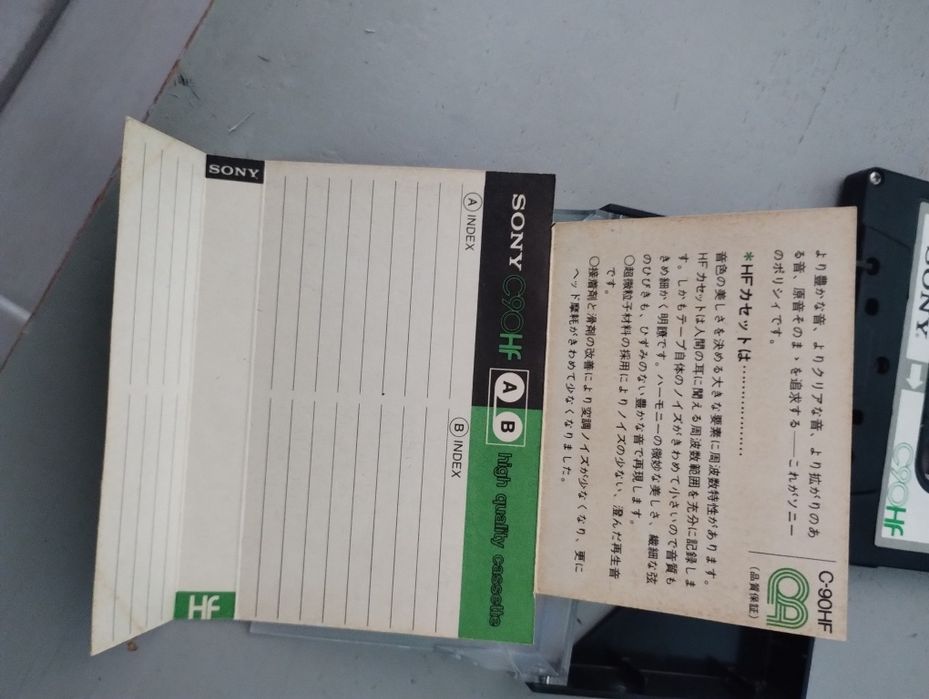 SONY
HF
SONY C90HF A B high quality cassette
A INDEX
B INDEX
より豊かな音、よりクリアな音、より拡がりのあ
る音、原音そのまゝを追求する——これがソニー
のポリシイです。
*HFカセットは………………
音色の美しさを決める大きな要素に周波数特性があります。
HFカセットは人間の耳に聞える周波数範囲を充分に記録しま
す。しかもテープ自体のノイズがきわめて小さいので音質も
きめ細かく明瞭です。ハーモニーの微妙な美しさ、繊細な弦
のひびきも、ひずみのない豊かな音で再現します。
○超微粒子材料の採用によりノイズの少ない、澄んだ再生音
です。
○接着剤と滑剤の改善により変調ノイズが少なくなり、更に
ヘッド摩耗がきわめて少なくなりました。
C-90HF
QA
(品質保証)
SONY
C90HF